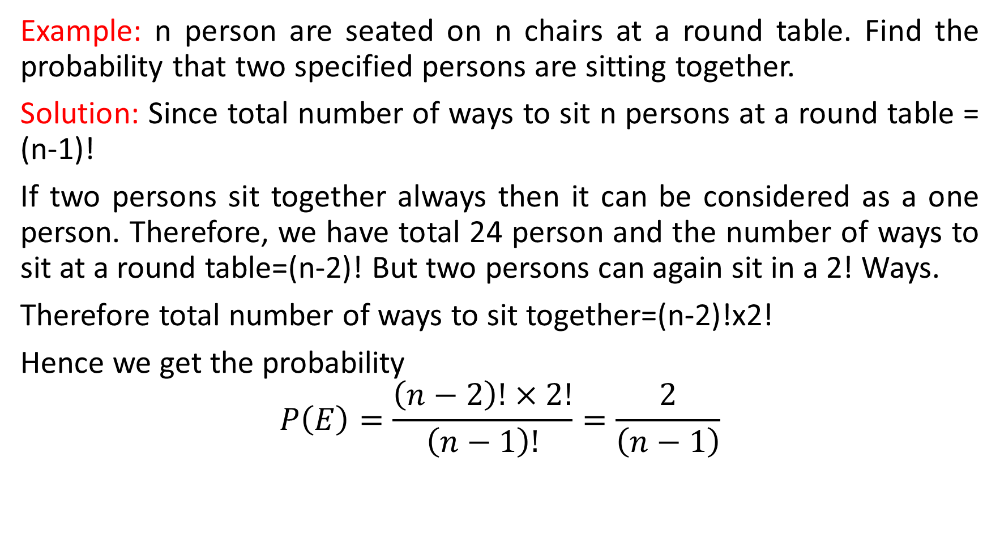 Example: n person are seated on n chairs at a round table. Find the
probability that two specified persons are sitting together.
Solution: Since total number of ways to sit n persons at a round table =
(n-1)!
If two persons sit together always then it can be considered as a one
person. Therefore, we have total 24 person and the number of ways to
sit at a round table=(n-2)! But two persons can again sit in a 2! Ways.
Therefore total number of ways to sit together=(n-2)!x2!
Hence we get the probability
P(E) = (n − 2)! × 2! / (n − 1)! = 2 / (n − 1)